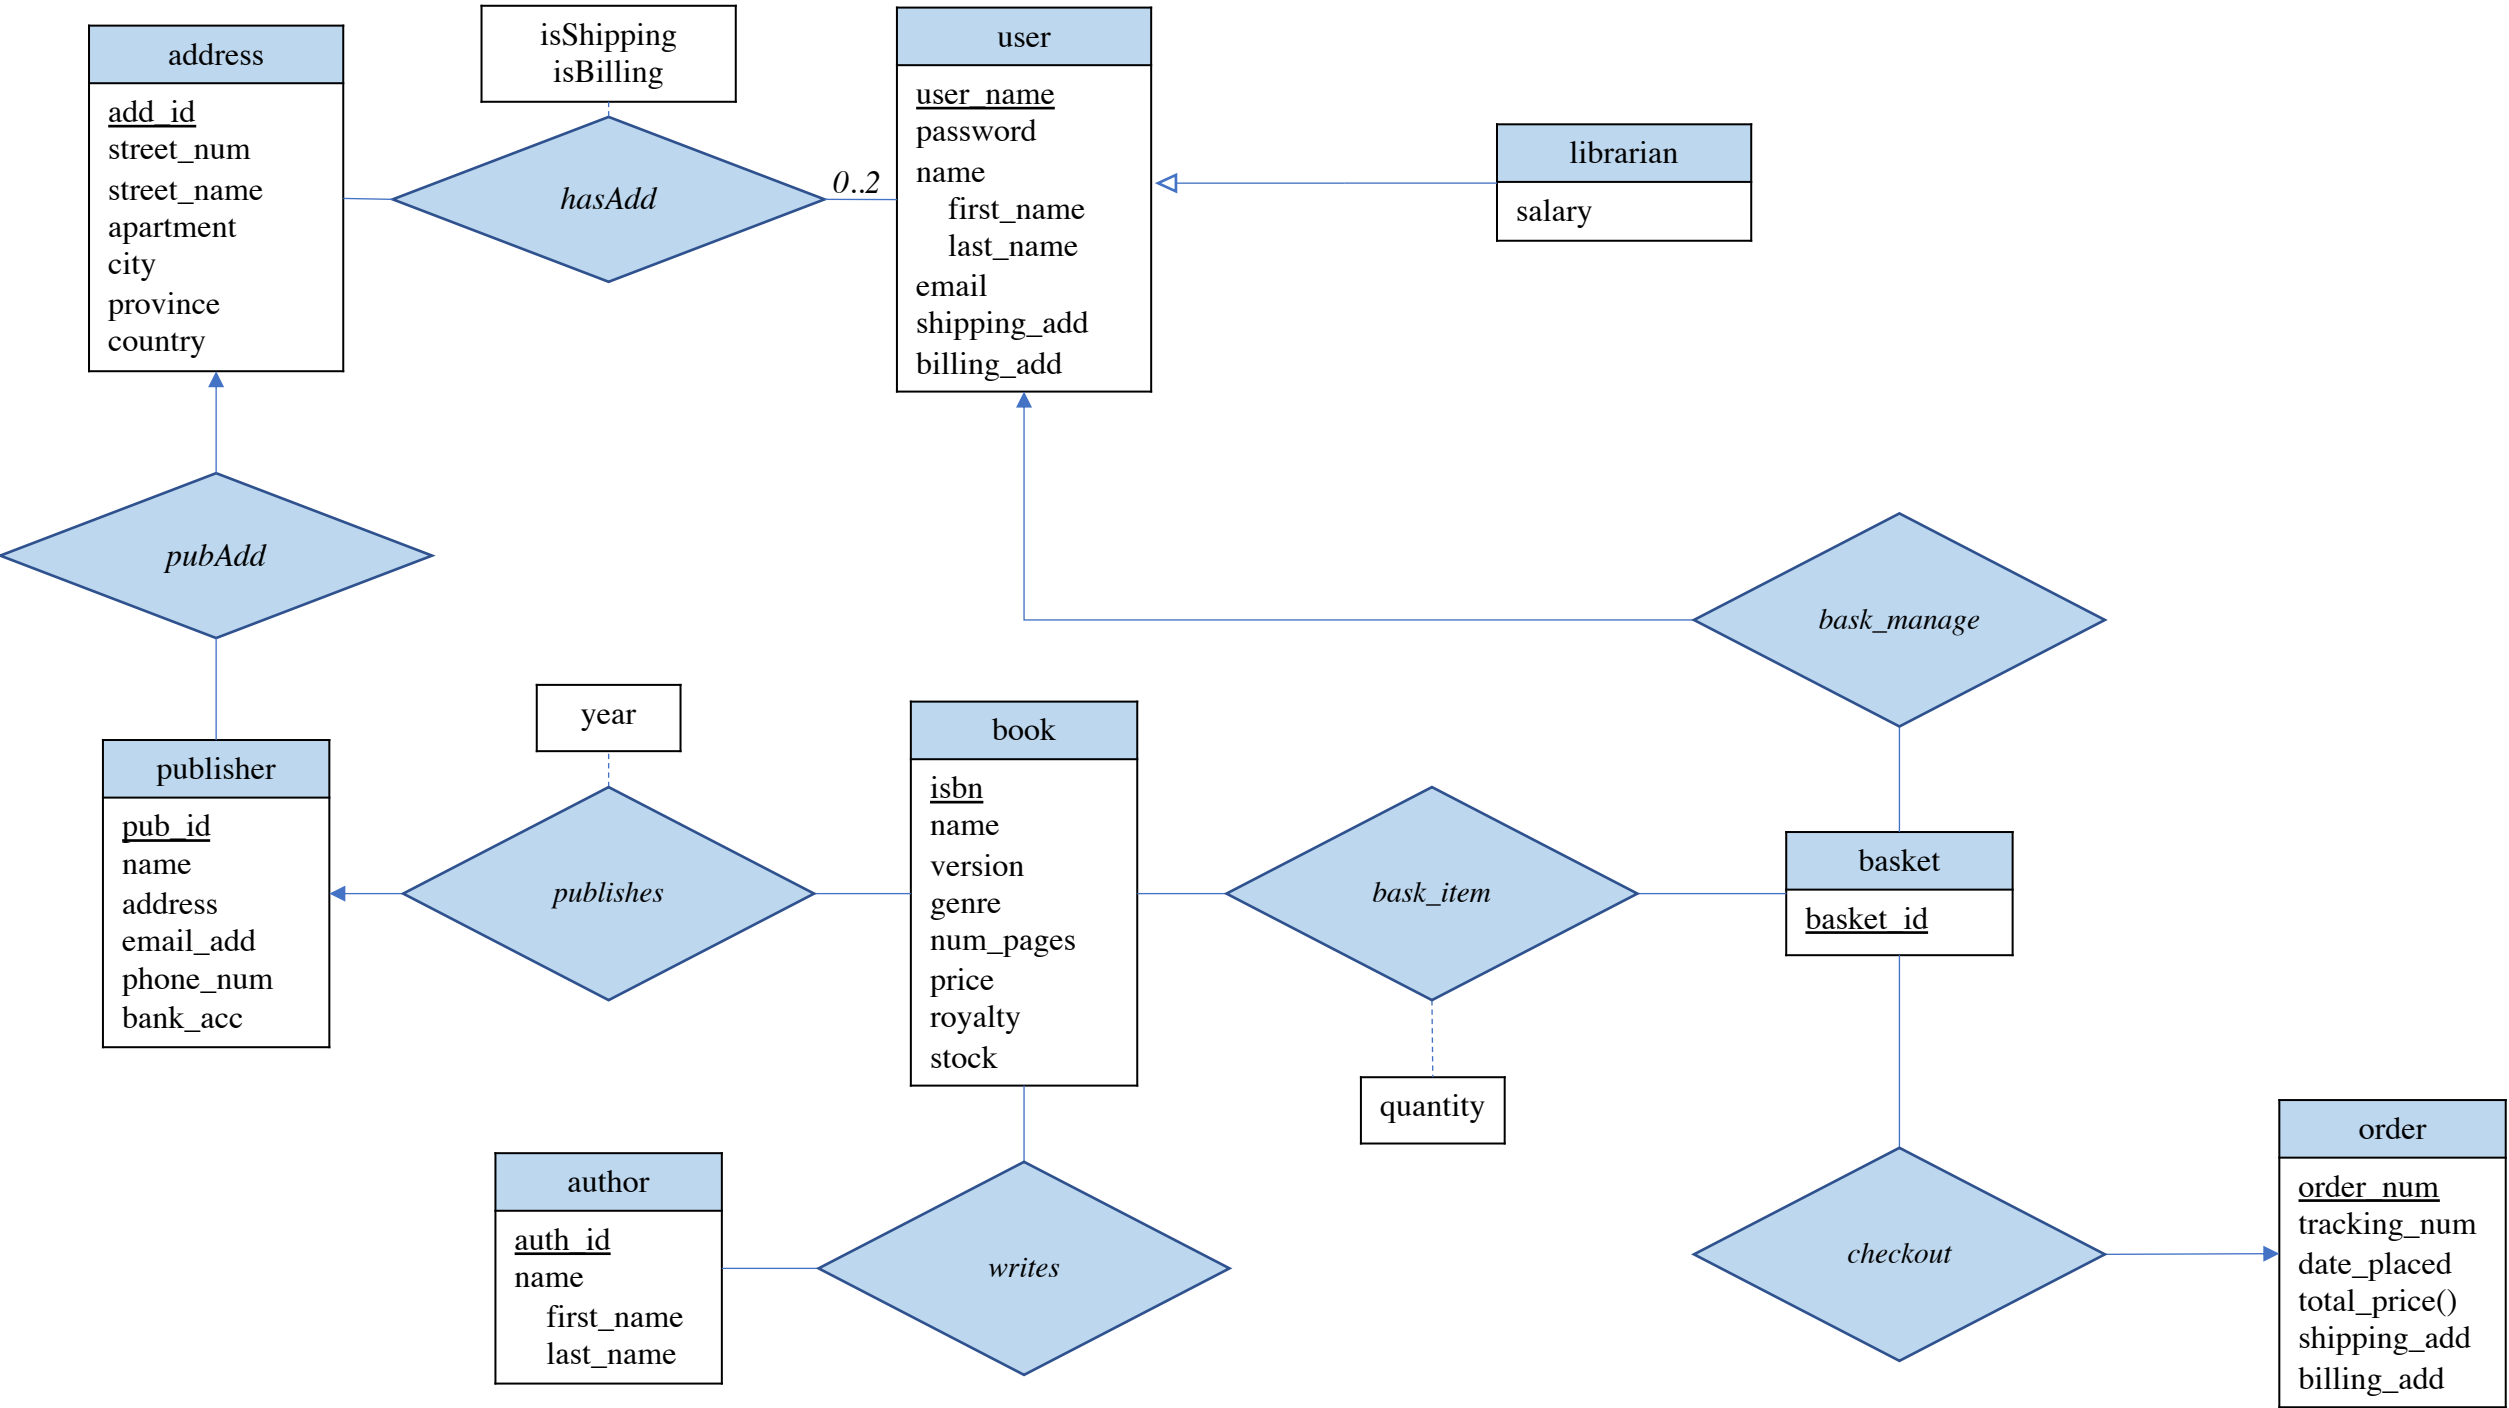 address
add_id
street_num
street_name
apartment
city
province
country
isShipping
isBilling
hasAdd
0..2
user
user_name
password
name
first_name
last_name
email
shipping_add
billing_add
librarian
salary
pubAdd
bask_manage
publisher
pub_id
name
address
email_add
phone_num
bank_acc
year
publishes
book
isbn
name
version
genre
num_pages
price
royalty
stock
bask_item
quantity
basket
basket_id
author
auth_id
name
first_name
last_name
writes
checkout
order
order_num
tracking_num
date_placed
total_price()
shipping_add
billing_add